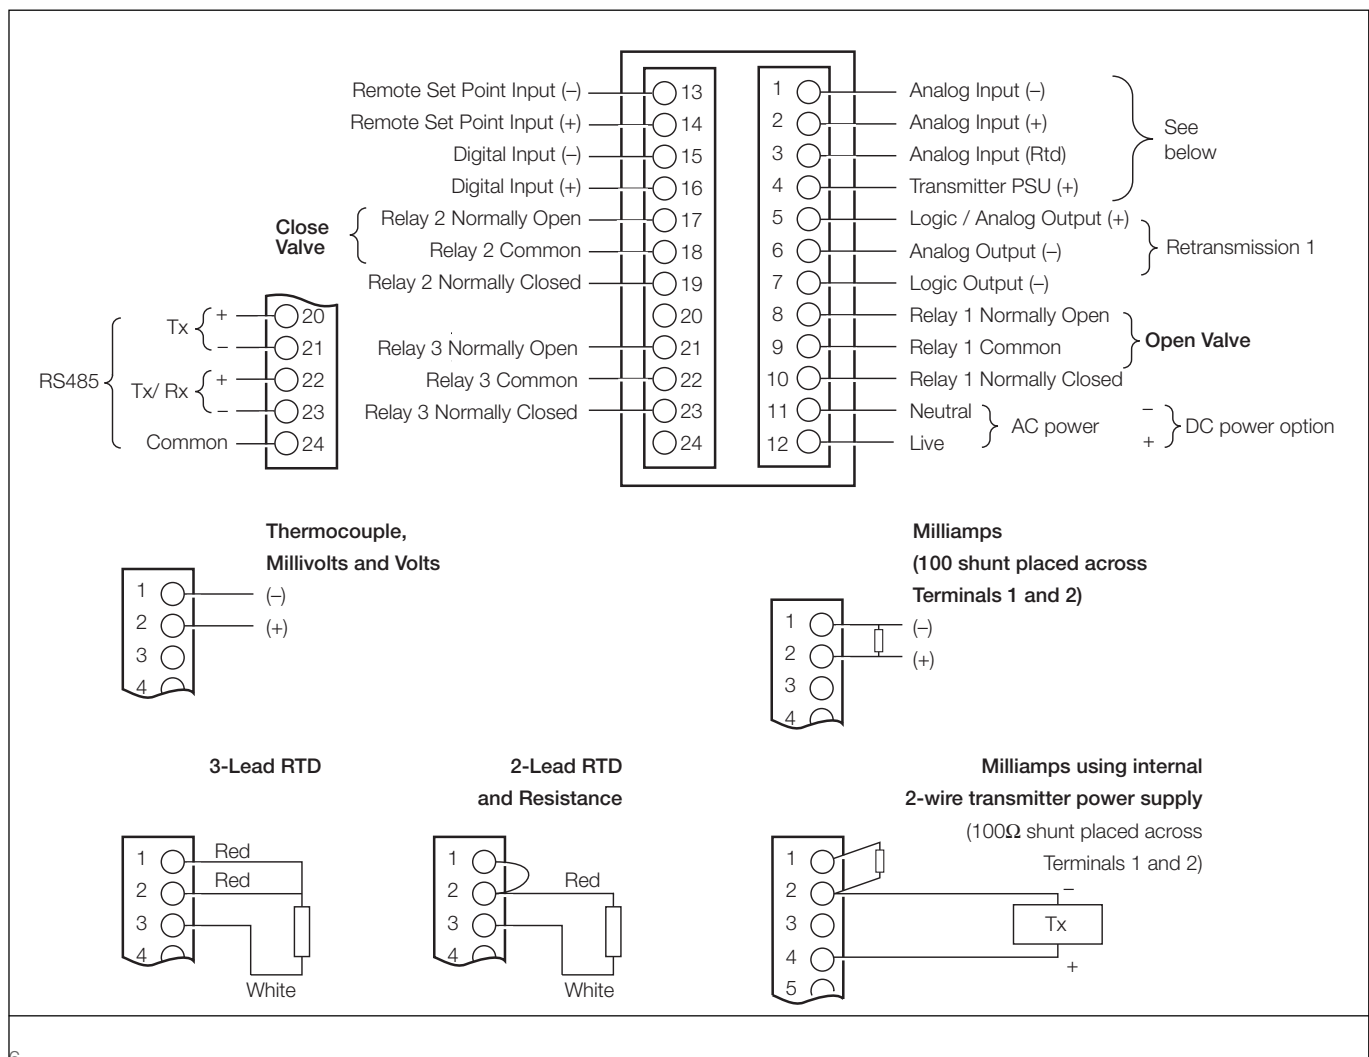 Remote Set Point Input (–) 13
Remote Set Point Input (+) 14
Digital Input (–) 15
Digital Input (+) 16
Close
Valve
Relay 2 Normally Open 17
Relay 2 Common 18
Relay 2 Normally Closed 19
20
Relay 3 Normally Open 21
Relay 3 Common 22
Relay 3 Normally Closed 23
24
1 Analog Input (–)
2 Analog Input (+)
3 Analog Input (Rtd)
4 Transmitter PSU (+)
See
below
5 Logic / Analog Output (+)
6 Analog Output (–)
7 Logic Output (–)
Retransmission 1
8 Relay 1 Normally Open
9 Relay 1 Common
Open Valve
10 Relay 1 Normally Closed
11 Neutral
12 Live
AC power
–
+
DC power option
RS485
Tx
+ 20
– 21
Tx/ Rx
+ 22
– 23
Common 24
Thermocouple,
Millivolts and Volts
1 (–)
2 (+)
3
4
Milliamps
(100 shunt placed across
Terminals 1 and 2)
1 (–)
2 (+)
3
4
3-Lead RTD
1 Red
2 Red
3
4
White
2-Lead RTD
and Resistance
1
2 Red
3
4
White
Milliamps using internal
2-wire transmitter power supply
(100Ω shunt placed across
Terminals 1 and 2)
1
2 –
3 Tx
4 +
5